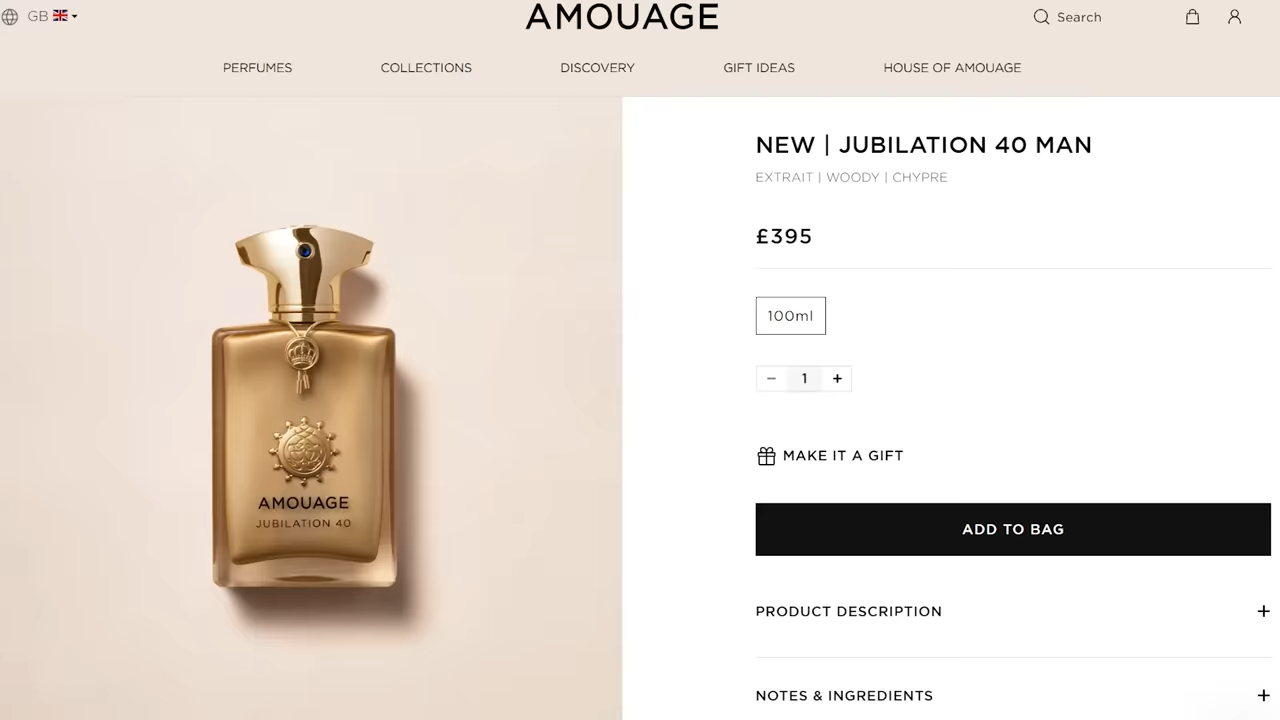 GB
AMOUAGE
Search
PERFUMES
COLLECTIONS
DISCOVERY
GIFT IDEAS
HOUSE OF AMOUAGE
NEW | JUBILATION 40 MAN
EXTRAIT | WOODY | CHYPRE
£395
100ml
− 1 +
MAKE IT A GIFT
ADD TO BAG
PRODUCT DESCRIPTION +
NOTES & INGREDIENTS +
AMOUAGE
JUBILATION 40